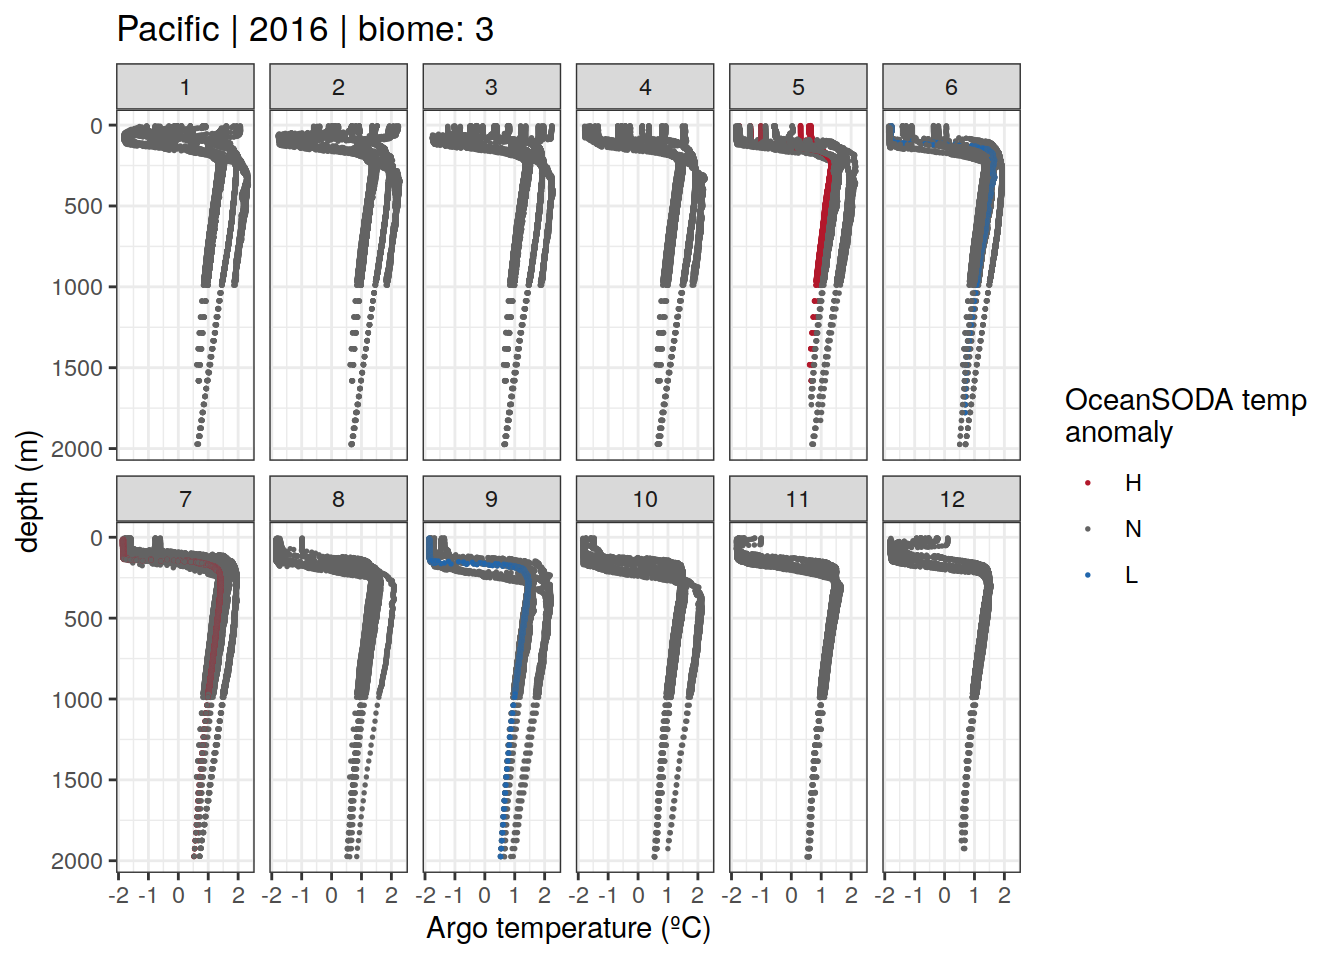 Pacific | 2016 | biome: 3
1 2 3 4 5 6
0
500
1000
1500
2000
7 8 9 10 11 12
0
500
1000
1500
2000
-2 -1 0 1 2 -2 -1 0 1 2 -2 -1 0 1 2 -2 -1 0 1 2 -2 -1 0 1 2 -2 -1 0 1 2
Argo temperature (ºC)
depth (m)
OceanSODA temp
anomaly
H
N
L